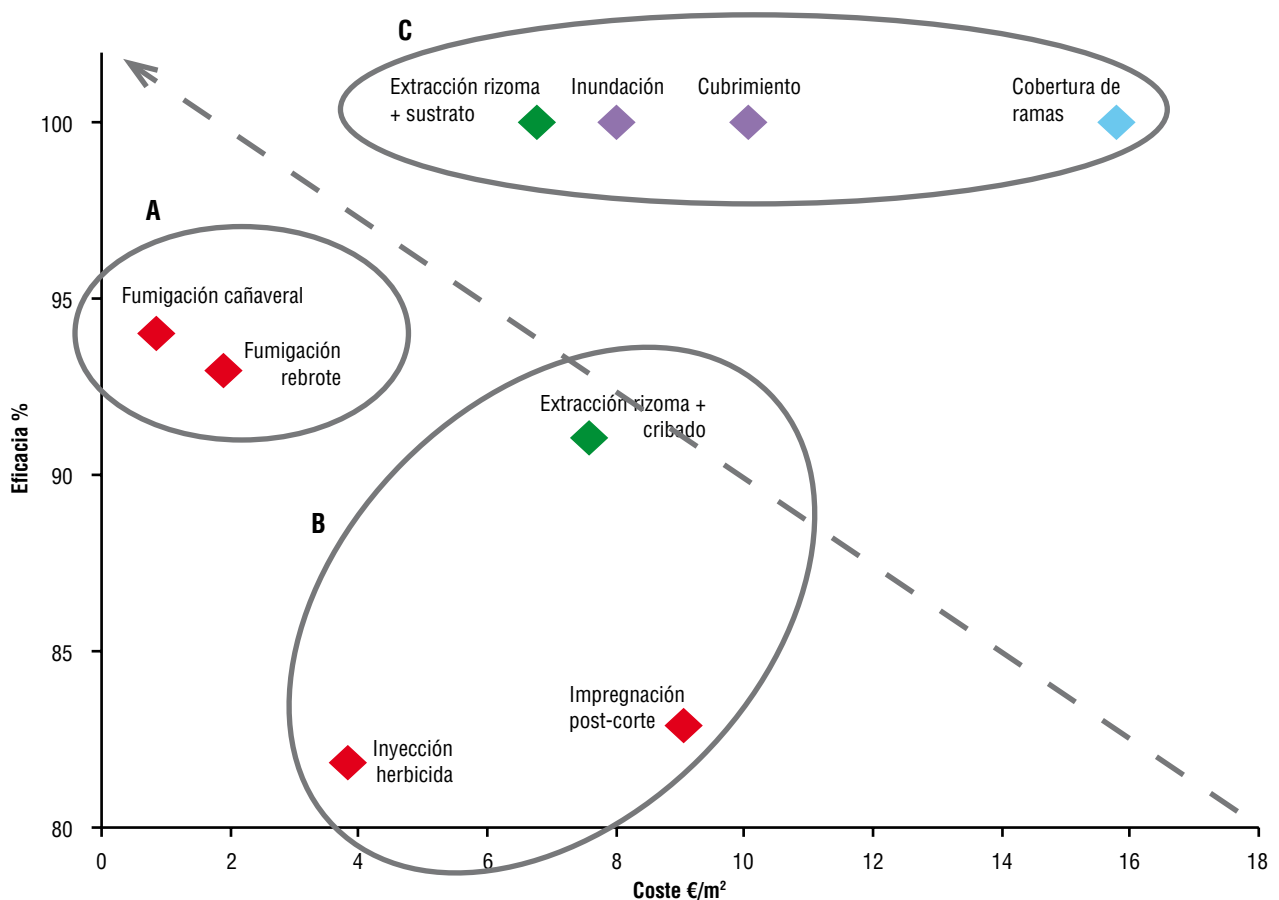 C
Extracción rizoma
+ sustrato
Inundación
Cubrimiento
Cobertura de
ramas
100
A
95
Fumigación cañaveral
Fumigación
rebrote
Extracción rizoma +
cribado
Eficacia %
90
B
85
Impregnación
post-corte
Inyección
herbicida
80
0 2 4 6 8 10 12 14 16 18
Coste €/m²